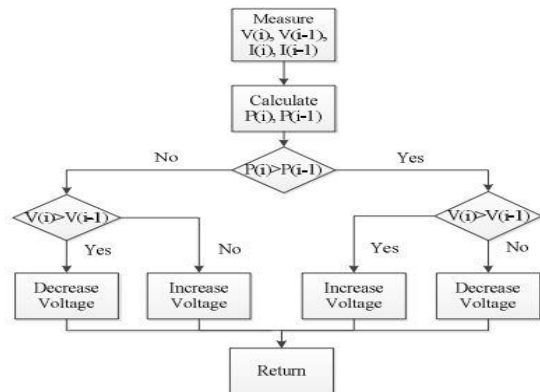 Measure
V(i), V(i-1),
I(i), I(i-1)
Calculate
P(i), P(i-1)
No
P(i)>P(i-1)
Yes
V(i)>V(i-1)
V(i)>V(i-1)
Yes
No
Yes
No
Decrease
Voltage
Increase
Voltage
Increase
Voltage
Decrease
Voltage
Return